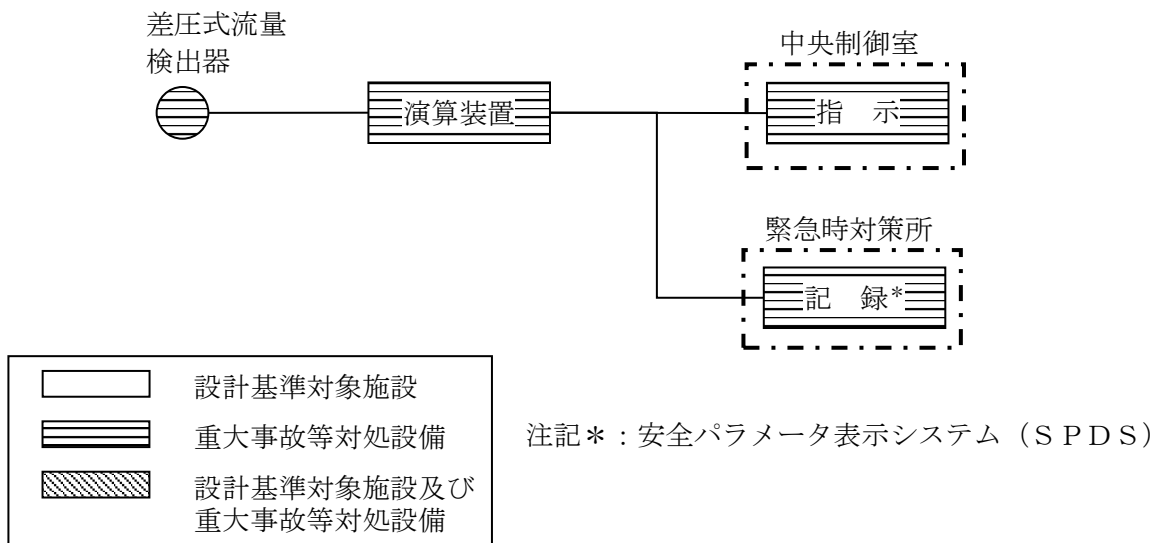 差圧式流量
検出器
中央制御室
演算装置
指　示
緊急時対策所
記　録*
設計基準対象施設
重大事故等対処設備
設計基準対象施設及び
重大事故等対処設備
注記＊：安全パラメータ表示システム（ＳＰＤＳ）